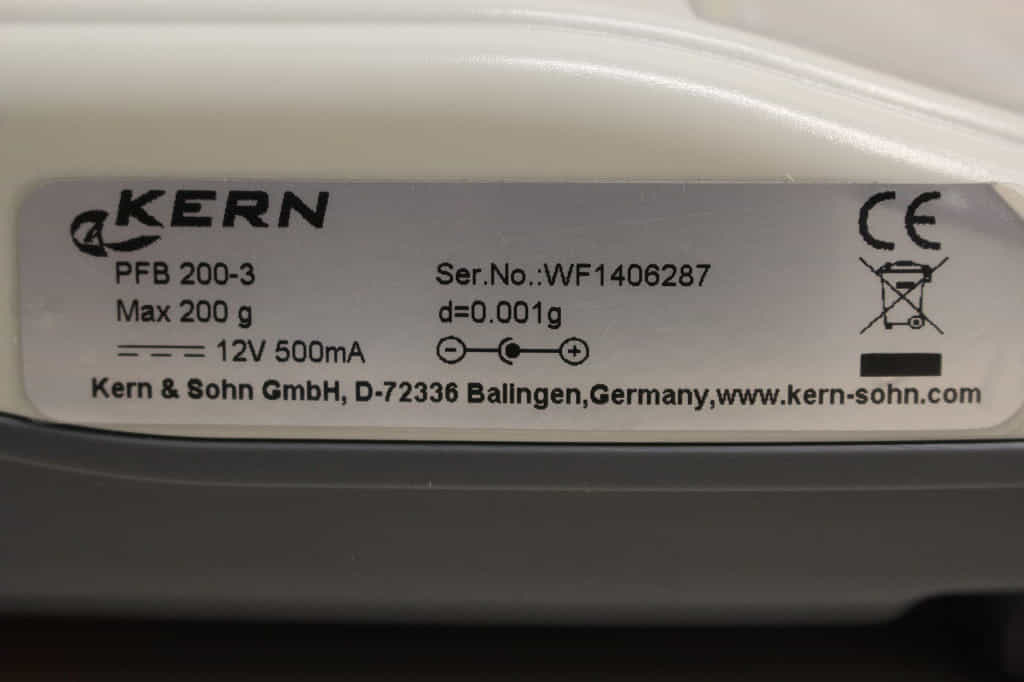 KERN
PFB 200-3 Ser.No.:WF1406287
Max 200 g d=0.001g
12V 500mA
Kern & Sohn GmbH, D-72336 Balingen,Germany,www.kern-sohn.com
CE